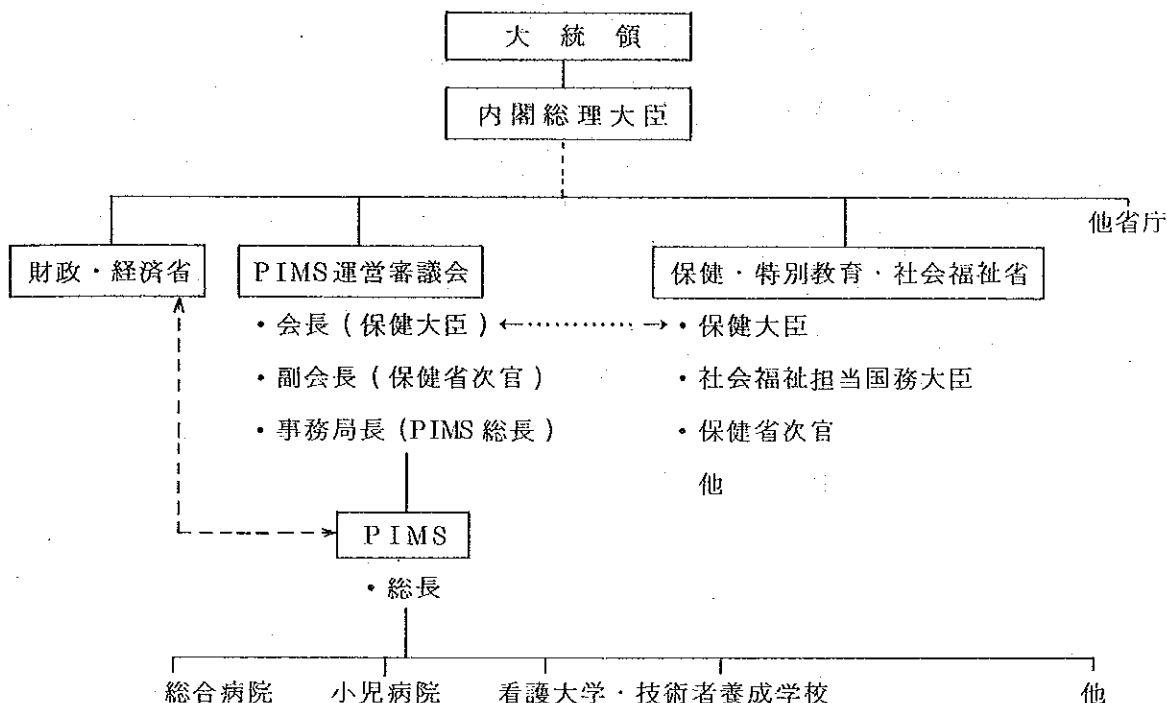 大統領
内閣総理大臣
他省庁
財政・経済省
PIMS運営審議会
保健・特別教育・社会福祉省
・会長（保健大臣）
・保健大臣
・副会長（保健省次官）
・社会福祉担当国務大臣
・事務局長（PIMS総長）
・保健省次官
他
PIMS
・総長
総合病院 小児病院 看護大学・技術者養成学校 他